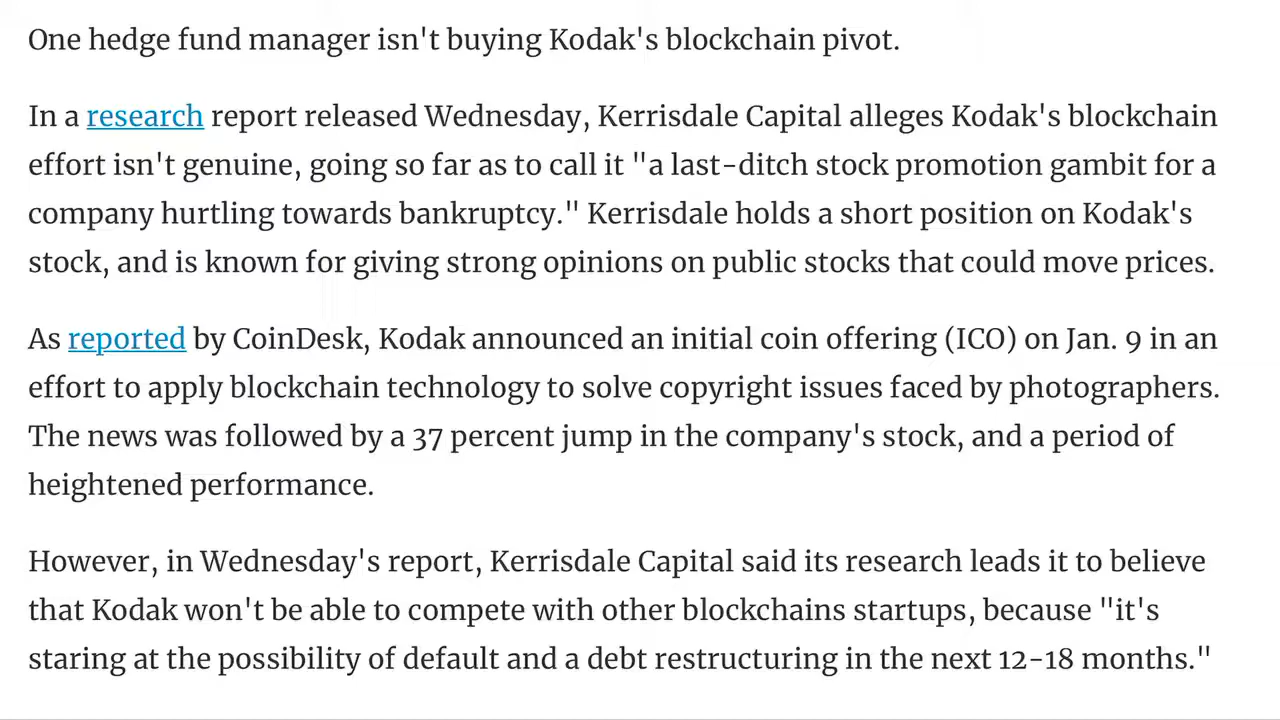 One hedge fund manager isn't buying Kodak's blockchain pivot.
In a research report released Wednesday, Kerrisdale Capital alleges Kodak's blockchain
effort isn't genuine, going so far as to call it "a last-ditch stock promotion gambit for a
company hurtling towards bankruptcy." Kerrisdale holds a short position on Kodak's
stock, and is known for giving strong opinions on public stocks that could move prices.
As reported by CoinDesk, Kodak announced an initial coin offering (ICO) on Jan. 9 in an
effort to apply blockchain technology to solve copyright issues faced by photographers.
The news was followed by a 37 percent jump in the company's stock, and a period of
heightened performance.
However, in Wednesday's report, Kerrisdale Capital said its research leads it to believe
that Kodak won't be able to compete with other blockchains startups, because "it's
staring at the possibility of default and a debt restructuring in the next 12-18 months."